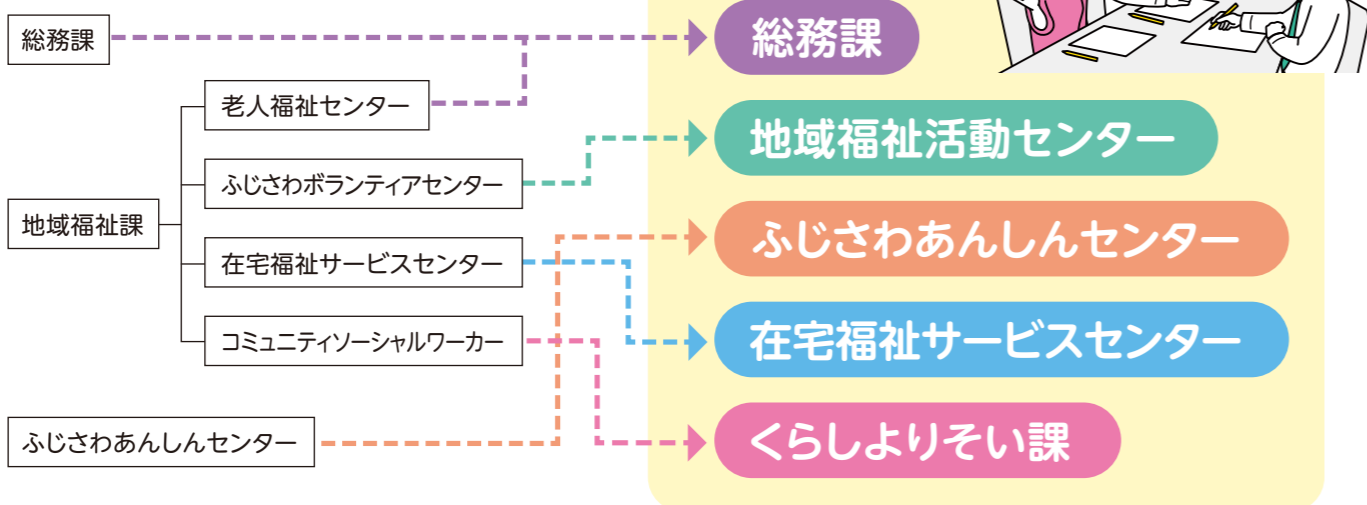 総務課
地域福祉課
老人福祉センター
ふじさわボランティアセンター
在宅福祉サービスセンター
コミュニティソーシャルワーカー
ふじさわあんしんセンター
総務課
地域福祉活動センター
ふじさわあんしんセンター
在宅福祉サービスセンター
くらしよりそい課